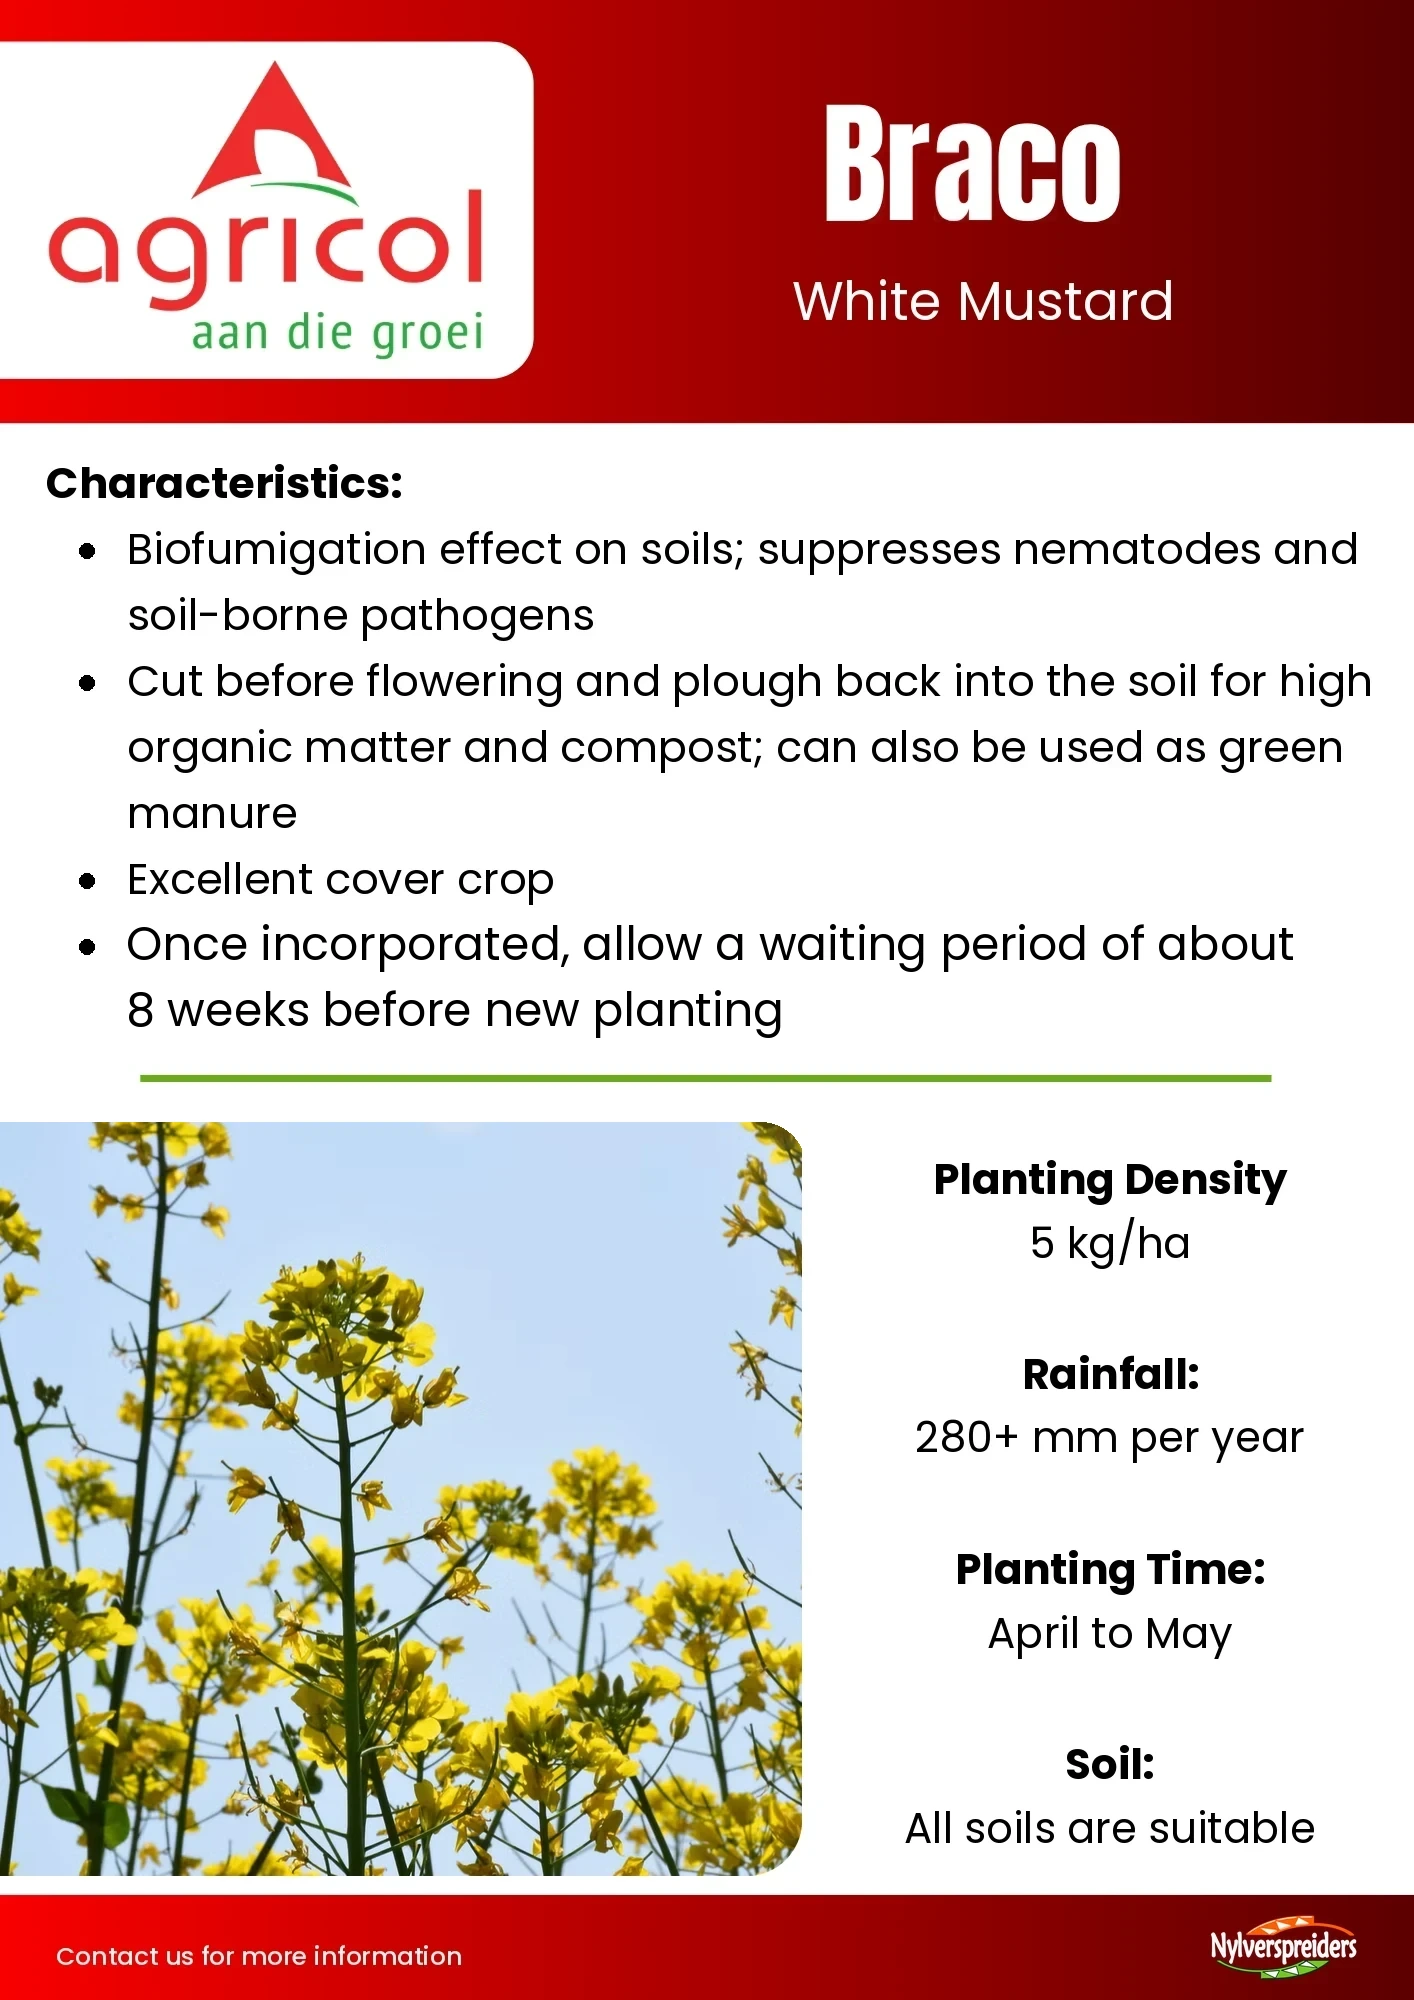 agricol
aan die groei
Braco
White Mustard
Characteristics:
• Biofumigation effect on soils; suppresses nematodes and
soil-borne pathogens
• Cut before flowering and plough back into the soil for high
organic matter and compost; can also be used as green
manure
• Excellent cover crop
• Once incorporated, allow a waiting period of about
8 weeks before new planting
Planting Density
5 kg/ha
Rainfall:
280+ mm per year
Planting Time:
April to May
Soil:
All soils are suitable
Contact us for more information
Nylverspreiders